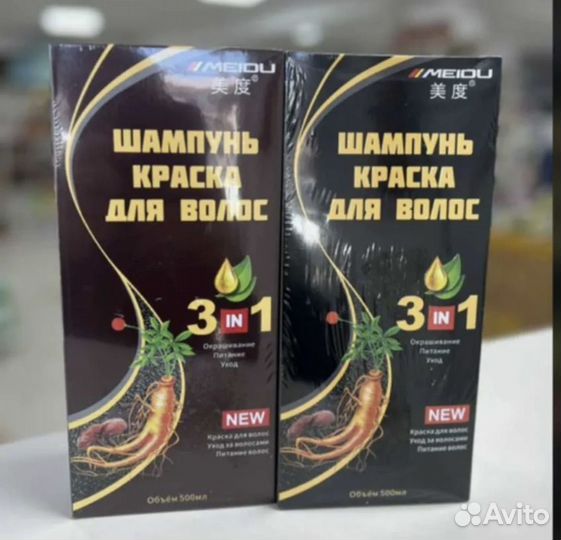 MEIDU
美度®
ШАМПУНЬ
КРАСКА
ДЛЯ ВОЛОС
3 IN 1
Окрашивание
Питание
Уход
NEW
Краска для волос
Уход за волосами
Питание волос
Объём 500мл
MEIDU
美度®
ШАМПУНЬ
КРАСКА
ДЛЯ ВОЛОС
3 IN 1
Окрашивание
Питание
Уход
NEW
Краска для волос
Уход за волосами
Питание волос
Объём 500мл
Avito